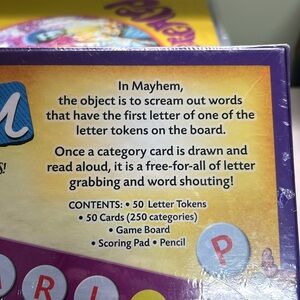 In Mayhem,
the object is to scream out words
that have the first letter of one of the
letter tokens on the board.
Once a category card is drawn and
read aloud, it is a free-for-all of letter
grabbing and word shouting!
CONTENTS: • 50 Letter Tokens
• 50 Cards (250 categories)
• Game Board
• Scoring Pad • Pencil
P
A R L